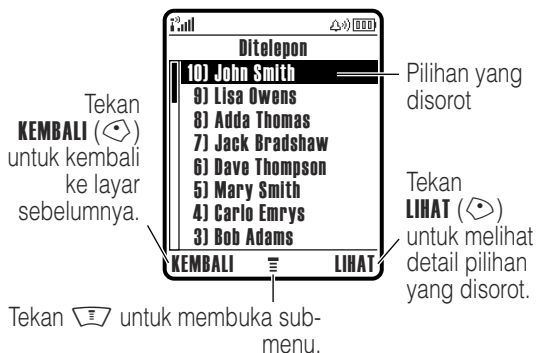 Ditelepon
10) John Smith
9) Lisa Owens
8) Adda Thomas
7) Jack Bradshaw
6) Dave Thompson
5) Mary Smith
4) Carlo Emrys
3) Bob Adams
KEMBALI
LIHAT
Tekan
KEMBALI ( )
untuk kembali
ke layar
sebelumnya.
Pilihan yang
disorot
Tekan
LIHAT ( )
untuk melihat
detail pilihan
yang disorot.
Tekan untuk membuka sub-
menu.